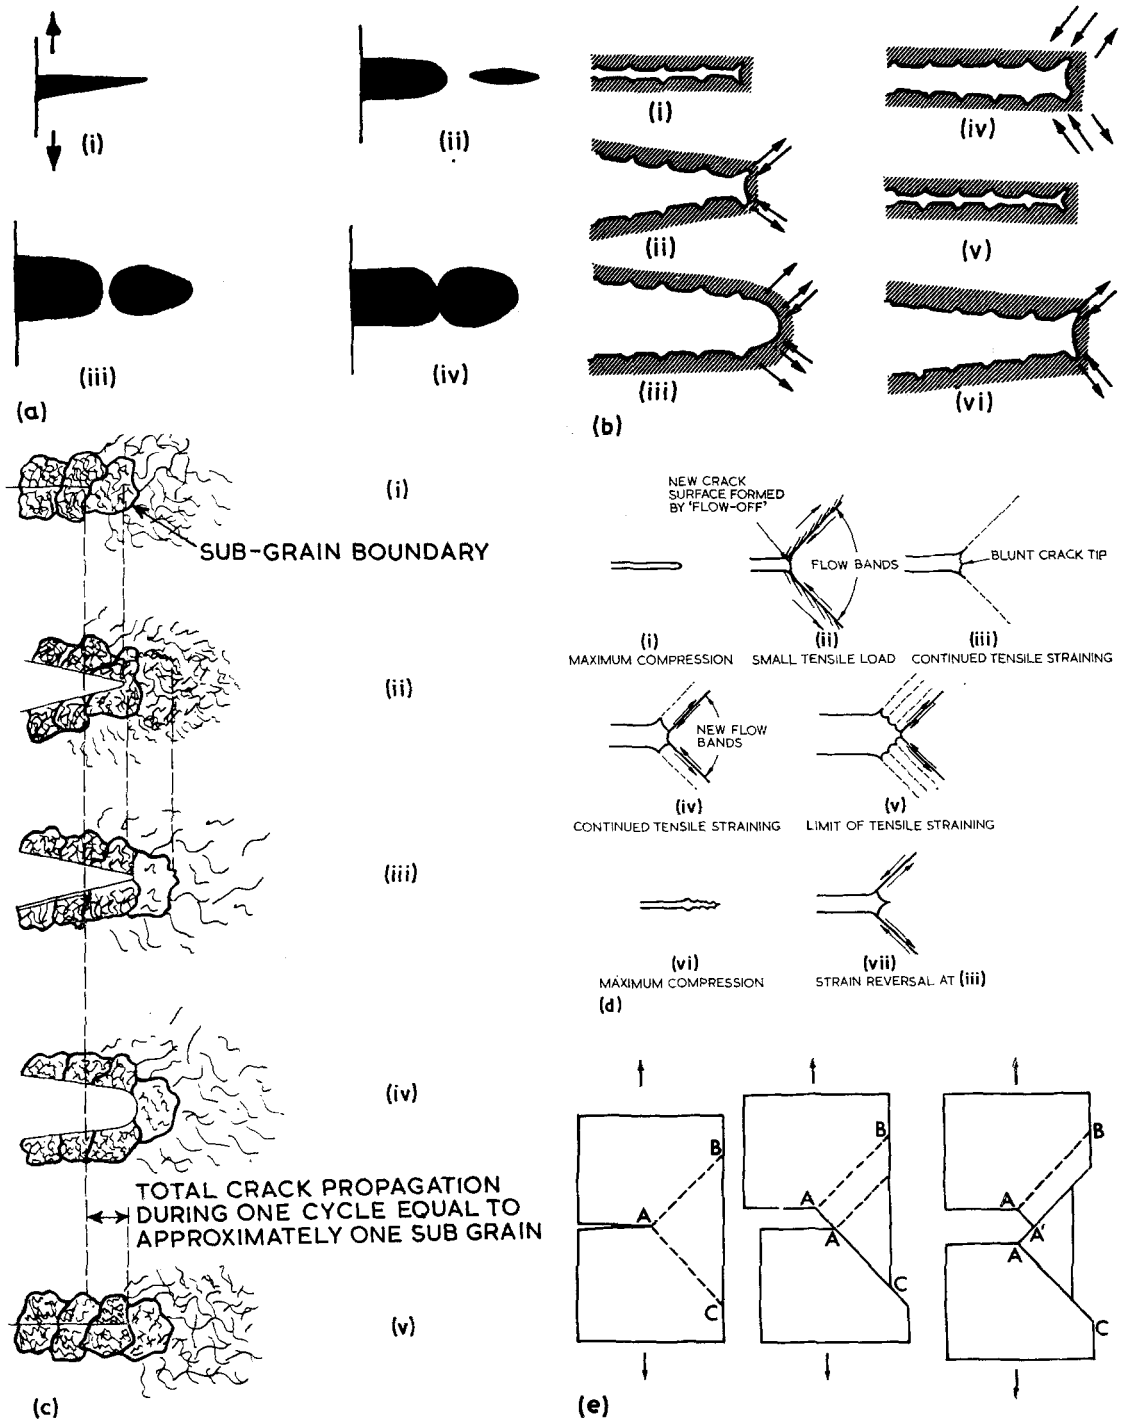 (i)
(ii)
(iii)
(iv)
(a)
(i)
(iv)
(ii)
(v)
(iii)
(vi)
(b)
(i)
SUB-GRAIN BOUNDARY
(ii)
(iii)
(iv)
TOTAL CRACK PROPAGATION
DURING ONE CYCLE EQUAL TO
APPROXIMATELY ONE SUB GRAIN
(v)
(c)
NEW CRACK
SURFACE FORMED
BY 'FLOW-OFF'
FLOW BANDS
BLUNT CRACK TIP
(i)
(ii)
(iii)
MAXIMUM COMPRESSION
SMALL TENSILE LOAD
CONTINUED TENSILE STRAINING
NEW FLOW
BANDS
(iv)
(v)
CONTINUED TENSILE STRAINING
LIMIT OF TENSILE STRAINING
(vi)
(vii)
MAXIMUM COMPRESSION
STRAIN REVERSAL AT (iii)
(d)
B
A
C
B
A
A'
C
B
A
A'
A
C
(e)